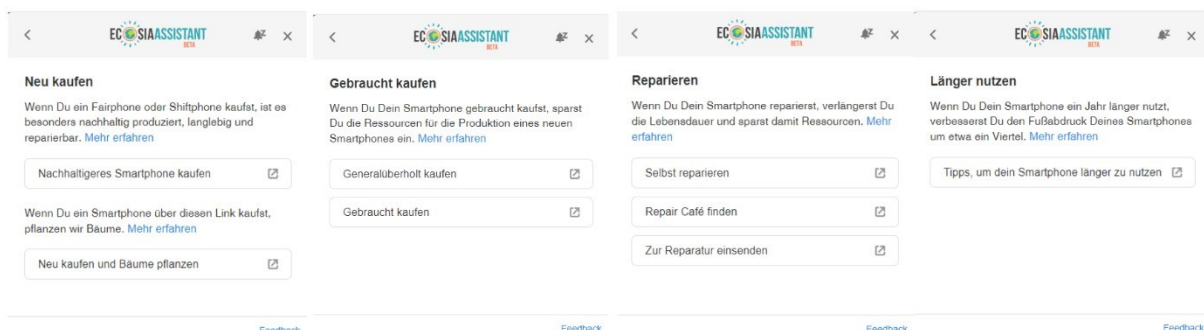 ECOSIAASSISTANT
BETA
Neu kaufen
Wenn Du ein Fairphone oder Shiftphone kaufst, ist es
besonders nachhaltig produziert, langlebig und
reparierbar. Mehr erfahren
Nachhaltigeres Smartphone kaufen
Wenn Du ein Smartphone über diesen Link kaufst,
pflanzen wir Bäume. Mehr erfahren
Neu kaufen und Bäume pflanzen
Feedback
ECOSIAASSISTANT
BETA
Gebraucht kaufen
Wenn Du Dein Smartphone gebraucht kaufst, sparst
Du die Ressourcen für die Produktion eines neuen
Smartphones ein. Mehr erfahren
Generalüberholt kaufen
Gebraucht kaufen
Feedback
ECOSIAASSISTANT
BETA
Reparieren
Wenn Du Dein Smartphone reparierst, verlängerst Du
die Lebensdauer und sparst damit Ressourcen. Mehr
erfahren
Selbst reparieren
Repair Café finden
Zur Reparatur einsenden
Feedback
ECOSIAASSISTANT
BETA
Länger nutzen
Wenn Du Dein Smartphone ein Jahr länger nutzt,
verbesserst Du den Fußabdruck Deines Smartphones
um etwa ein Viertel. Mehr erfahren
Tipps, um dein Smartphone länger zu nutzen
Feedback